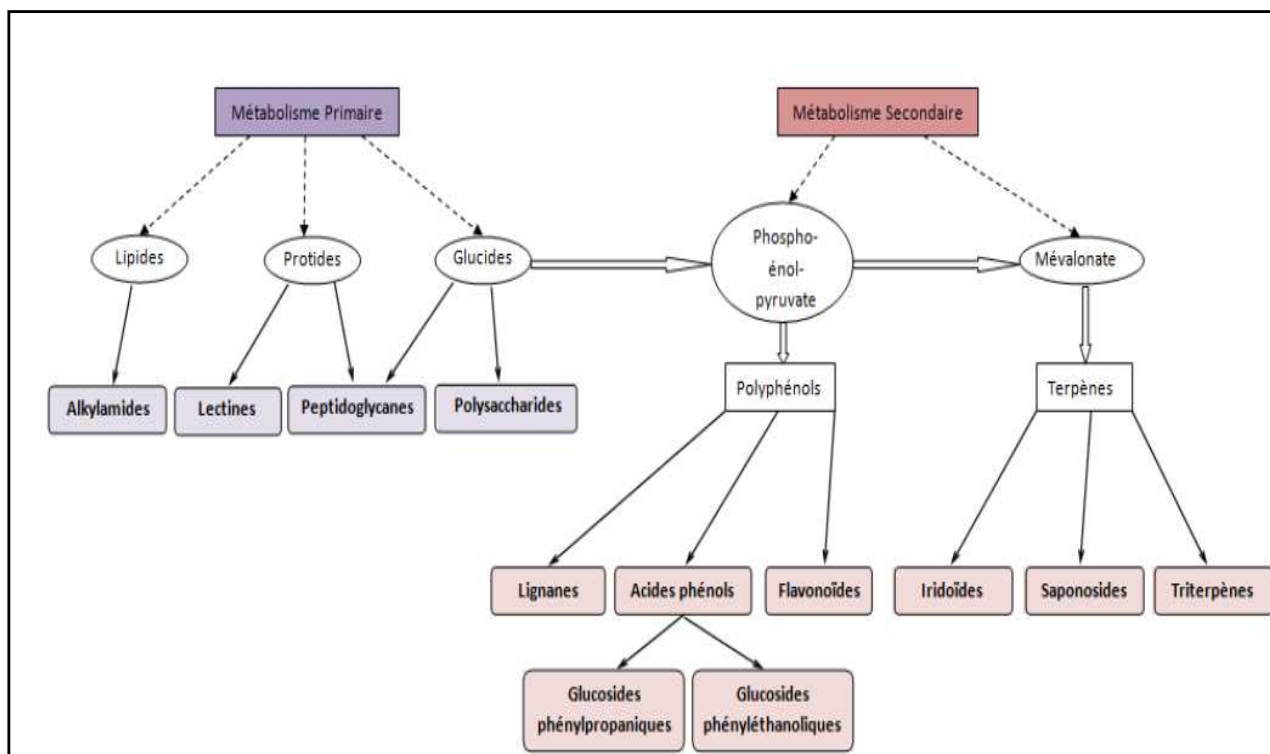 Métabolisme Primaire
Métabolisme Secondaire
Lipides
Protides
Glucides
Phospho-
énol-
pyruvate
Mévalonate
Alkylamides
Lectines
Peptidoglycanes
Polysaccharides
Polyphénols
Terpènes
Lignanes
Acides phénols
Flavonoïdes
Iridoïdes
Saponosides
Triterpènes
Glucosides
phénylpropaniques
Glucosides
phényléthanoliques